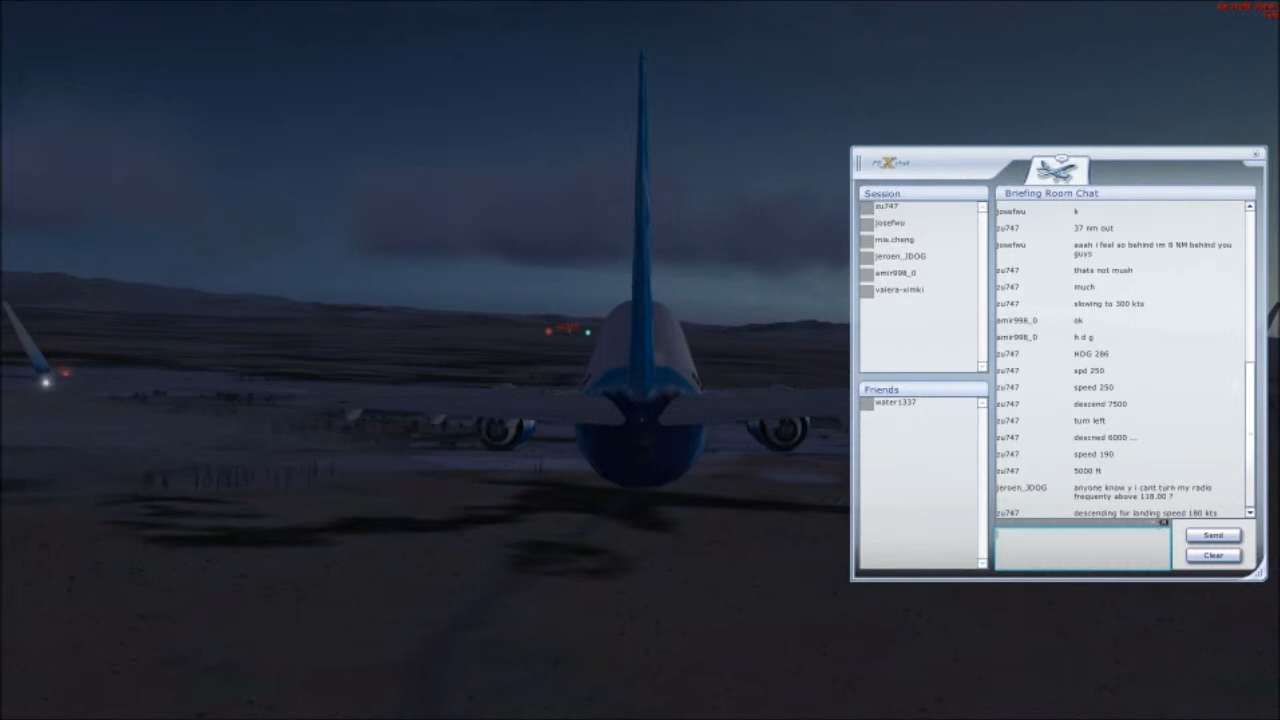 FS X chat
Session
zu747
josefwu
mix.cheng
jeroen_JDOG
amir998_0
valera-ximki
Friends
water1337
Briefing Room Chat
josefwu k
zu747 37 nm out
josefwu aaah i feel so behind im 8 NM behind you
guys
zu747 thats not mush
zu747 much
zu747 slowing to 300 kts
amir998_0 ok
amir998_0 h d g
zu747 HDG 286
zu747 spd 250
zu747 speed 250
zu747 descend 7500
zu747 turn left
zu747 descned 6000 ...
zu747 speed 190
zu747 5000 ft
jeroen_JDOG anyone know y i cant turn my radio
frequenty above 118.00 ?
zu747 descending for landing speed 180 kts
Send
Clear